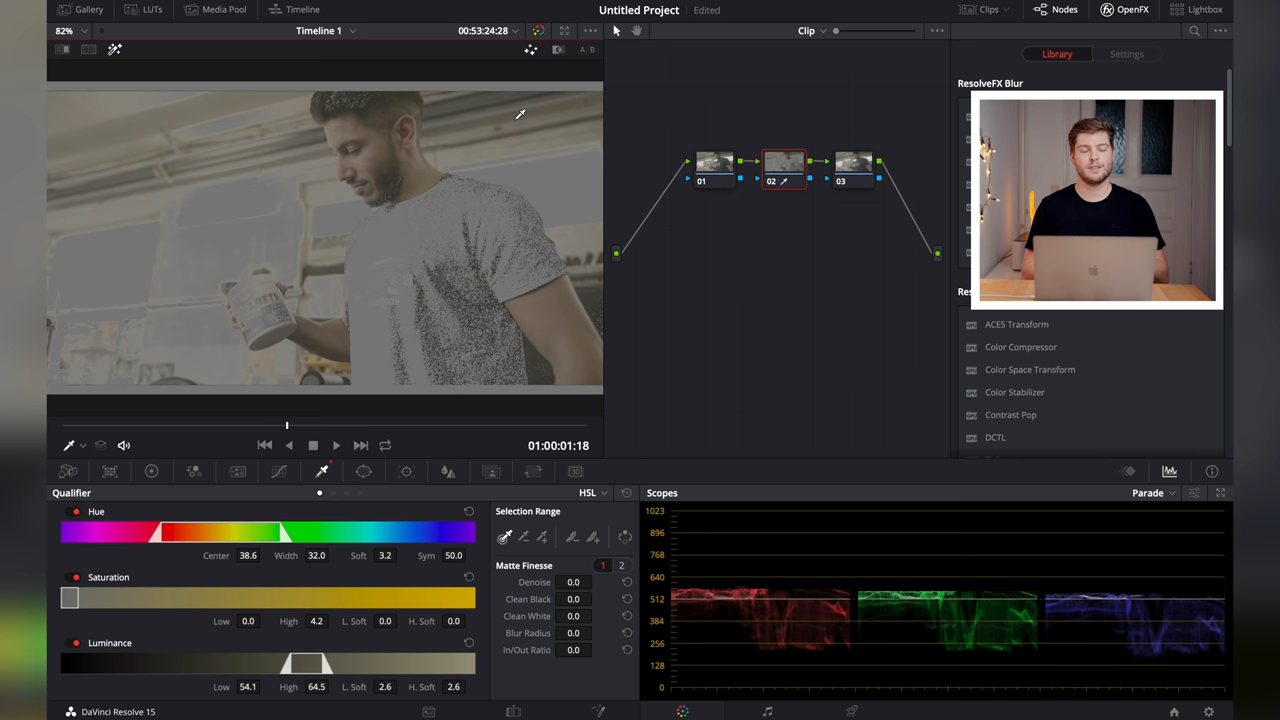 Gallery LUTs Media Pool Timeline Untitled Project Edited Clips Nodes OpenFX Lightbox
82% Timeline 1 00:53:24:28 Clip Library Settings
A/B
ResolveFX Blur
01 02 03
ACES Transform
Color Compressor
Color Space Transform
Color Stabilizer
Contrast Pop
DCTL
01:00:01:18
Qualifier HSL Scopes Parade
Hue
Center 38.6 Width 32.0 Soft 3.2 Sym 50.0
Saturation
Low 0.0 High 4.2 L. Soft 0.0 H. Soft 0.0
Luminance
Low 54.1 High 64.5 L. Soft 2.6 H. Soft 2.6
Selection Range
Matte Finesse 1 2
Denoise 0.0
Clean Black 0.0
Clean White 0.0
Blur Radius 0.0
In/Out Ratio 0.0
1023
896
768
640
512
384
256
128
0
DaVinci Resolve 15